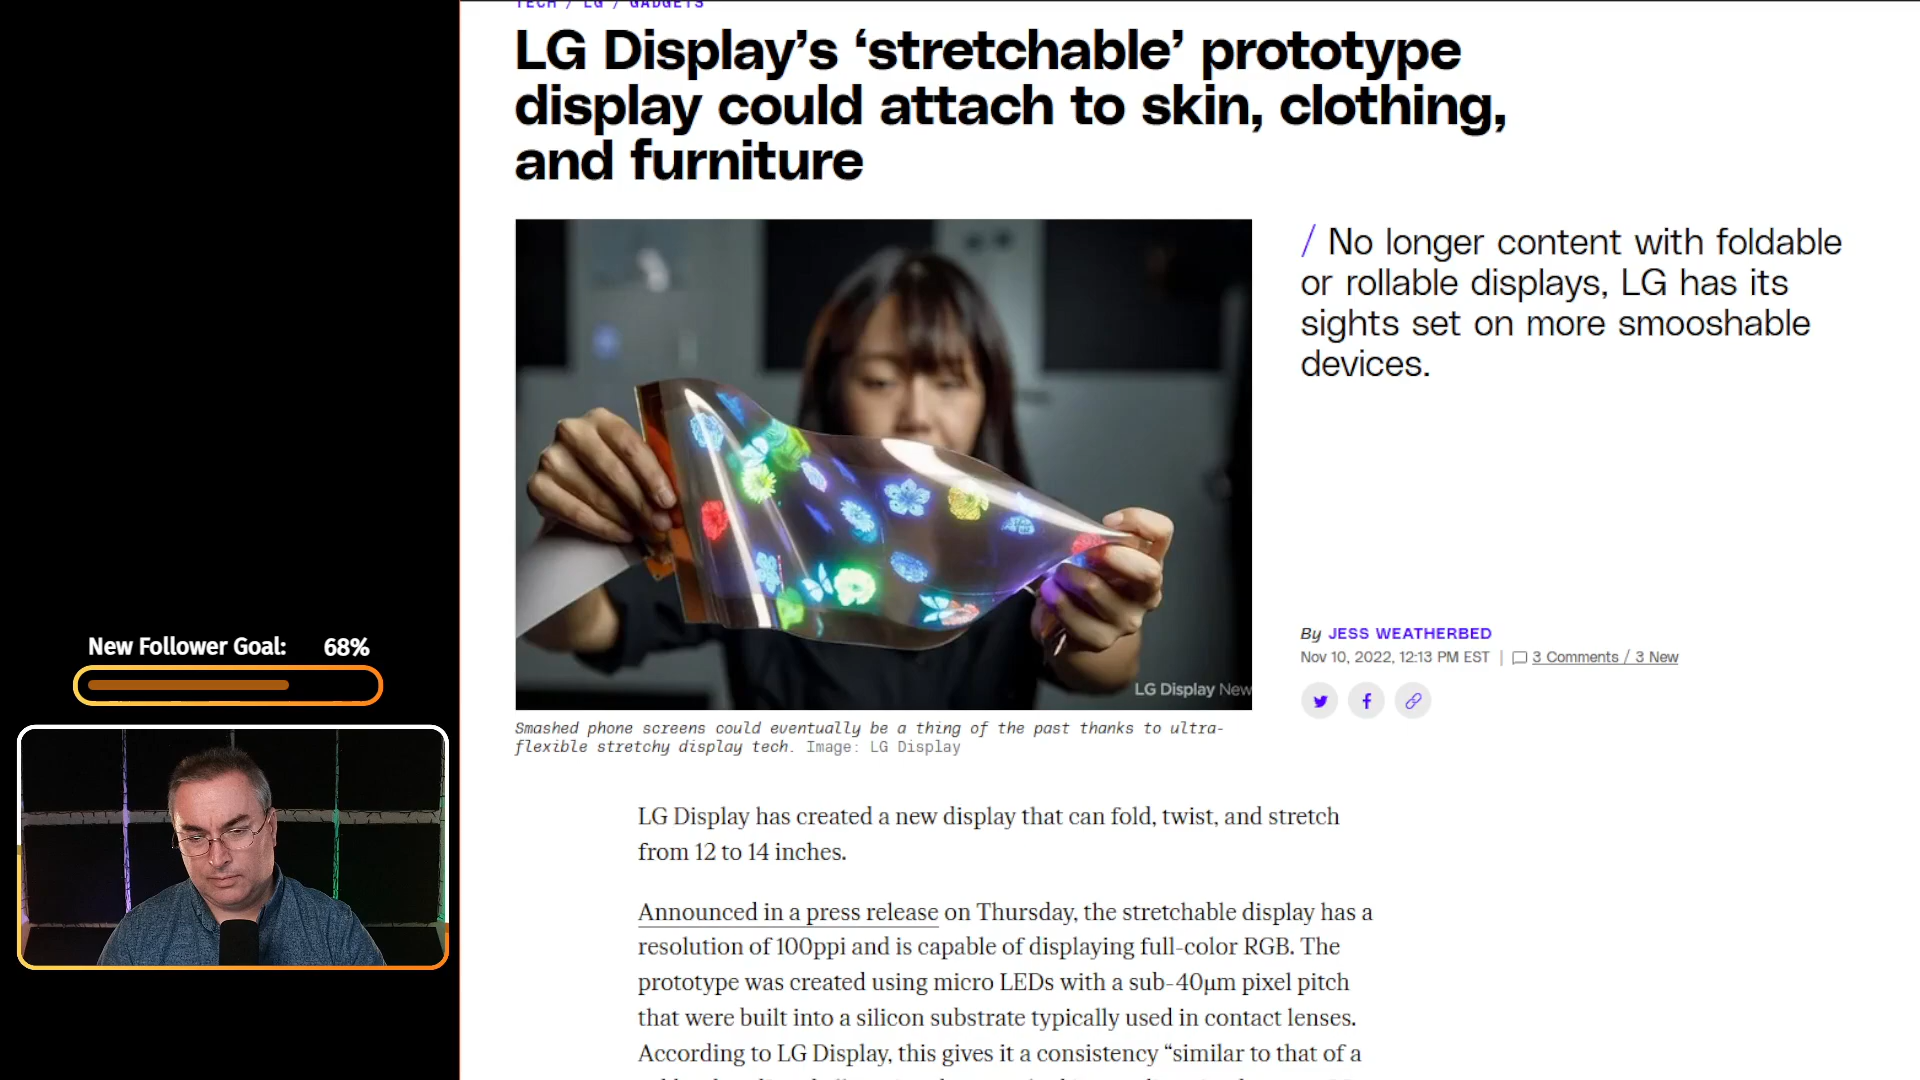 TECH / LG / GADGETS
LG Display’s ‘stretchable’ prototype
display could attach to skin, clothing,
and furniture
/ No longer content with foldable
or rollable displays, LG has its
sights set on more smooshable
devices.
LG Display New
By JESS WEATHERBED
Nov 10, 2022, 12:13 PM EST | 3 Comments / 3 New
Smashed phone screens could eventually be a thing of the past thanks to ultra-
flexible stretchy display tech. Image: LG Display
LG Display has created a new display that can fold, twist, and stretch
from 12 to 14 inches.
Announced in a press release on Thursday, the stretchable display has a
resolution of 100ppi and is capable of displaying full-color RGB. The
prototype was created using micro LEDs with a sub-40μm pixel pitch
that were built into a silicon substrate typically used in contact lenses.
According to LG Display, this gives it a consistency “similar to that of a
New Follower Goal: 68%